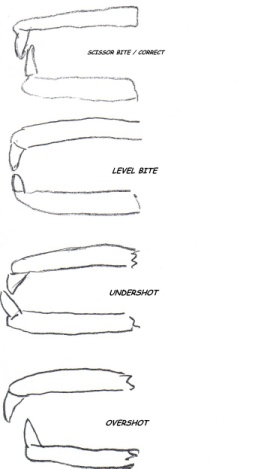 SCISSOR BITE / CORRECT
LEVEL BITE
UNDERSHOT
OVERSHOT